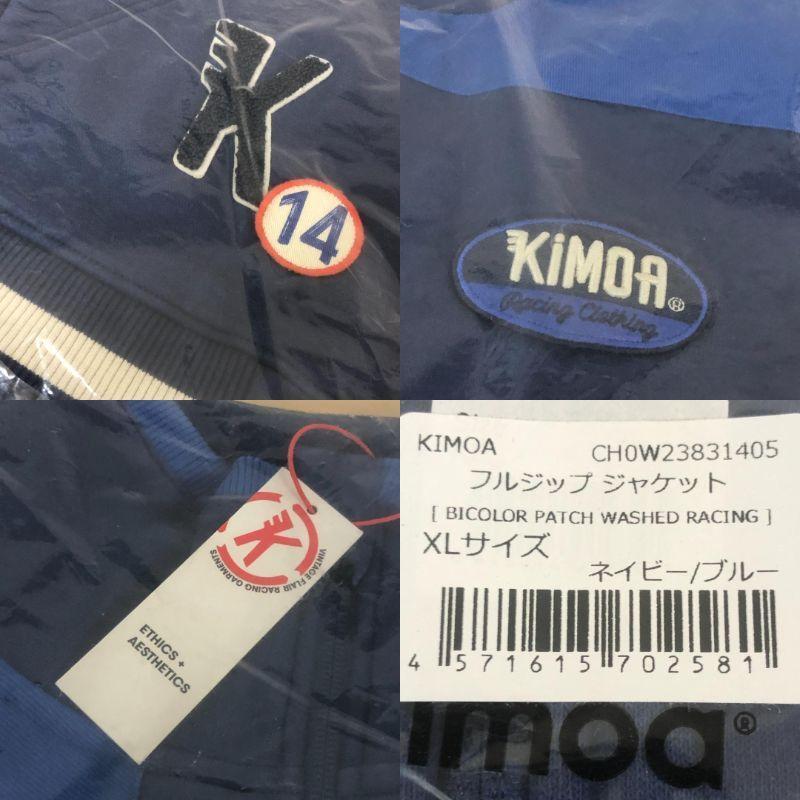 K
14
KiMOA®
Racing Clothing
K
VINTAGE FLAIR RACING GARMENTS
ETHICS +
AESTHETICS
KIMOA CH0W23831405
フルジップ ジャケット
[ BICOLOR PATCH WASHED RACING ]
XLサイズ
ネイビー/ブルー
4 571615 702581
imoa®